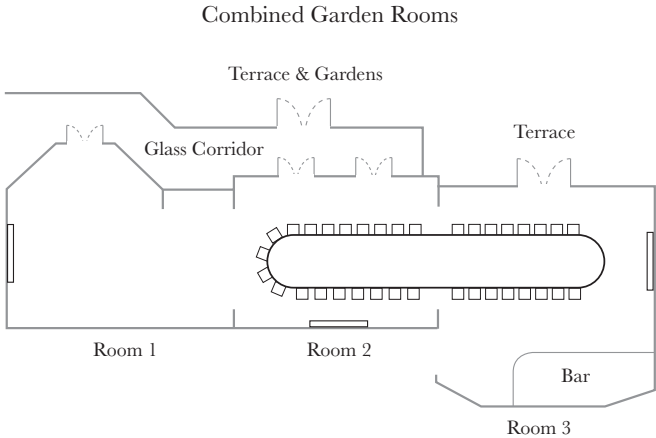 Combined Garden Rooms
Terrace & Gardens
Terrace
Glass Corridor
Room 1
Room 2
Bar
Room 3